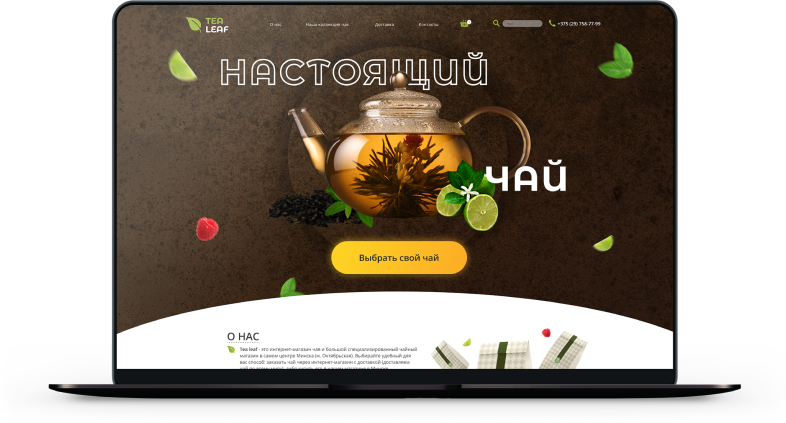 TEA
LEAF
О нас
Наша коллекция чая
Доставка
Контакты
+375 (29) 758-77-99
НАСТОЯЩИЙ
ЧАЙ
Выбрать свой чай
О НАС
Tea leaf - это интернет-магазин чая и большой специализированный чайный
магазин в самом центре Минска (м. Октябрьская). Выбирайте удобный для
вас способ: заказать чай через интернет-магазин с доставкой (доставляем